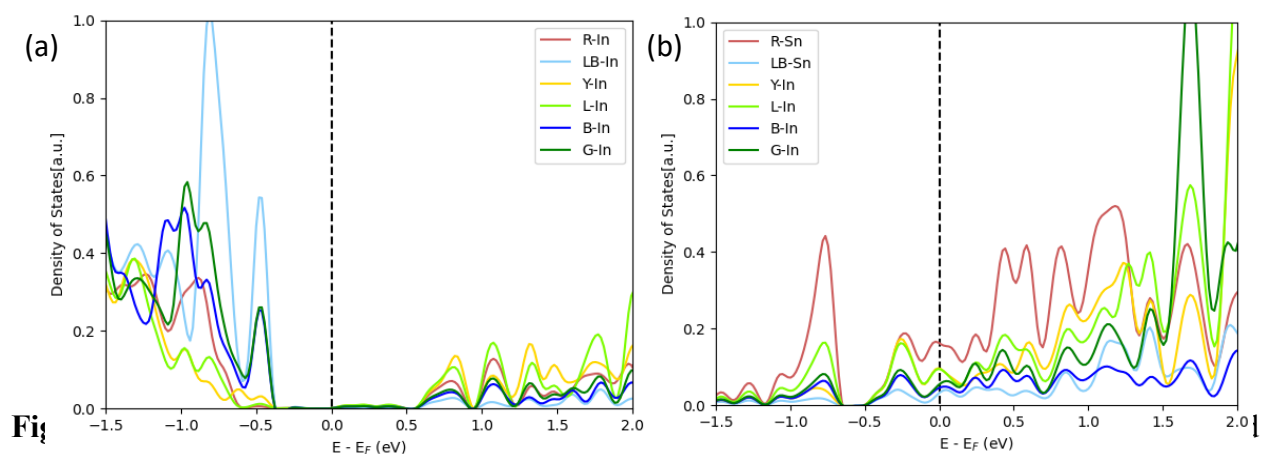 (a)
1.0
0.8
0.6
0.4
0.2
0.0
Density of States[a.u.]
R-In
LB-In
Y-In
L-In
B-In
G-In
−1.5 −1.0 −0.5 0.0 0.5 1.0 1.5 2.0
E - E_F (eV)
(b)
1.0
0.8
0.6
0.4
0.2
0.0
Density of States[a.u.]
R-Sn
LB-Sn
Y-In
L-In
B-In
G-In
−1.5 −1.0 −0.5 0.0 0.5 1.0 1.5 2.0
E - E_F (eV)